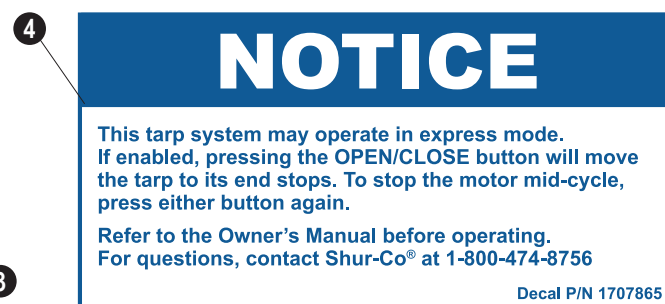 4
NOTICE
This tarp system may operate in express mode.
If enabled, pressing the OPEN/CLOSE button will move
the tarp to its end stops. To stop the motor mid-cycle,
press either button again.
Refer to the Owner's Manual before operating.
For questions, contact Shur-Co® at 1-800-474-8756
Decal P/N 1707865